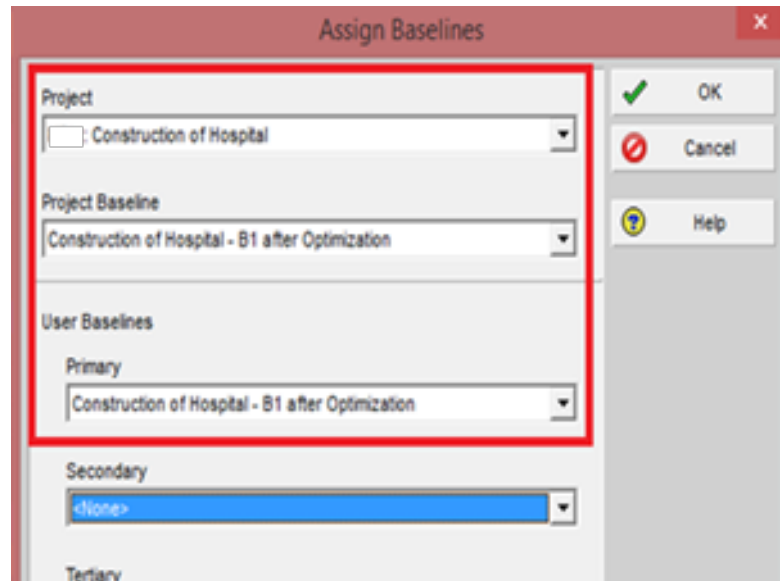 Assign Baselines
x
Project
OK
: Construction of Hospital
Cancel
Project Baseline
Construction of Hospital - B1 after Optimization
Help
User Baselines
Primary
Construction of Hospital - B1 after Optimization
Secondary
<None>
Tertiary